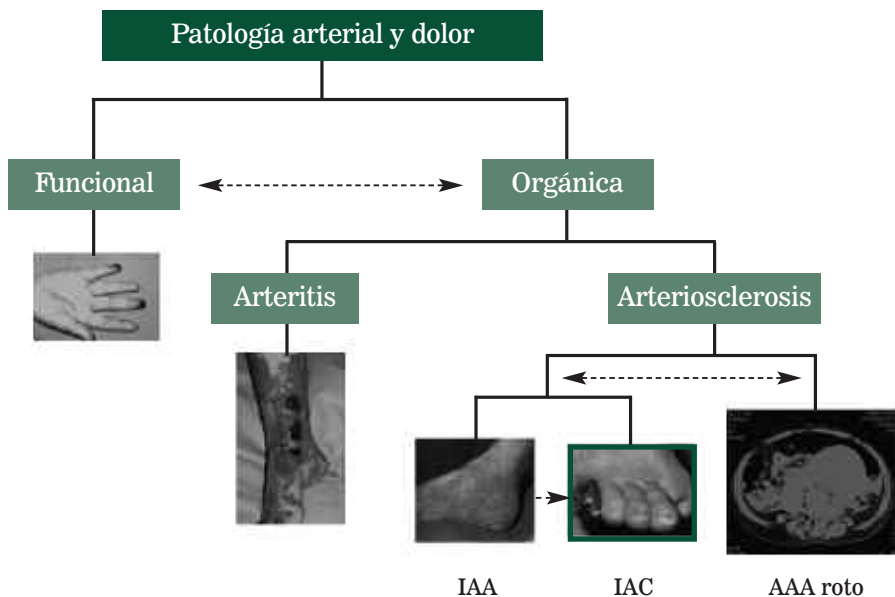 Patología arterial y dolor
Funcional
Orgánica
Arteritis
Arteriosclerosis
IAA
IAC
AAA roto